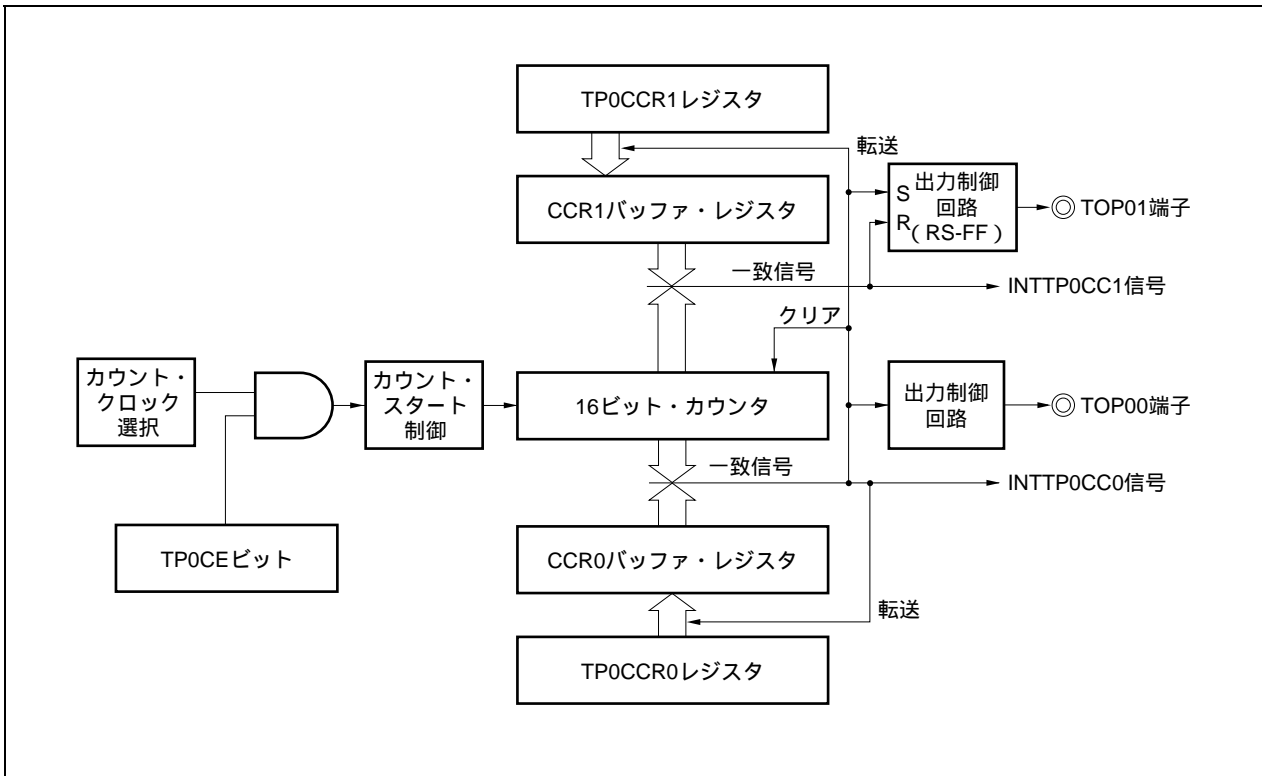 TP0CCR1レジスタ
転送
CCR1バッファ・レジスタ
S
R
出力制御
回路
(RS-FF)
TOP01端子
一致信号
INTTP0CC1信号
クリア
カウント・
クロック
選択
カウント・
スタート
制御
16ビット・カウンタ
出力制御
回路
TOP00端子
一致信号
INTTP0CC0信号
TP0CEビット
CCR0バッファ・レジスタ
転送
TP0CCR0レジスタ